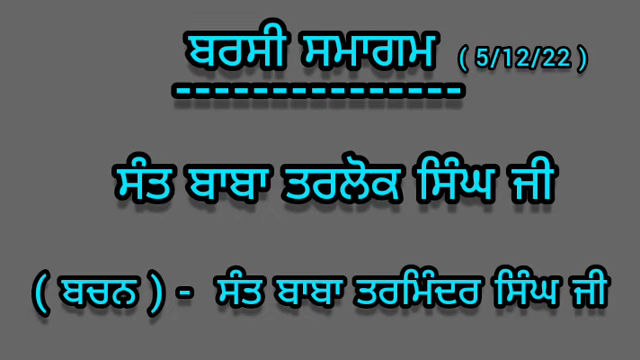 ਬਰਸੀ ਸਮਾਗਮ ( 5/12/22 )
---------------
ਸੰਤ ਬਾਬਾ ਤਰਲੋਕ ਸਿੰਘ ਜੀ
( ਬਚਨ ) - ਸੰਤ ਬਾਬਾ ਤਰਮਿੰਦਰ ਸਿੰਘ ਜੀ